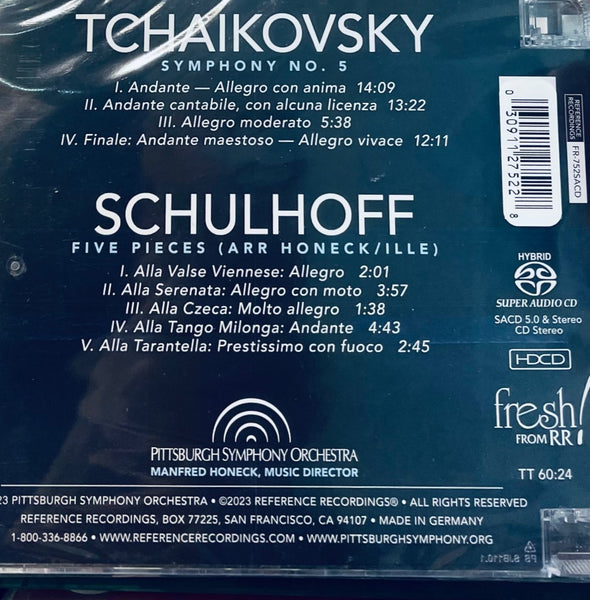 TCHAIKOVSKY
SYMPHONY NO. 5
I. Andante — Allegro con anima 14:09
II. Andante cantabile, con alcuna licenza 13:22
III. Allegro moderato 5:38
IV. Finale: Andante maestoso — Allegro vivace 12:11
SCHULHOFF
FIVE PIECES (ARR HONECK/ILLE)
I. Alla Valse Viennese: Allegro 2:01
II. Alla Serenata: Allegro con moto 3:57
III. Alla Czeca: Molto allegro 1:38
IV. Alla Tango Milonga: Andante 4:43
V. Alla Tarantella: Prestissimo con fuoco 2:45
PITTSBURGH SYMPHONY ORCHESTRA
MANFRED HONECK, MUSIC DIRECTOR
23 PITTSBURGH SYMPHONY ORCHESTRA • ©2023 REFERENCE RECORDINGS® • ALL RIGHTS RESERVED
REFERENCE RECORDINGS, BOX 77225, SAN FRANCISCO, CA 94107 • MADE IN GERMANY
1-800-336-8866 • WWW.REFERENCERECORDINGS.COM • WWW.PITTSBURGHSYMPHONY.ORG
0 30911 27522 8
REFERENCE
RECORDINGS
FR-752SACD
HYBRID
SUPER AUDIO CD
SACD 5.0 & Stereo
CD Stereo
HDCD
fresh!
FROM RR
TT 60:24